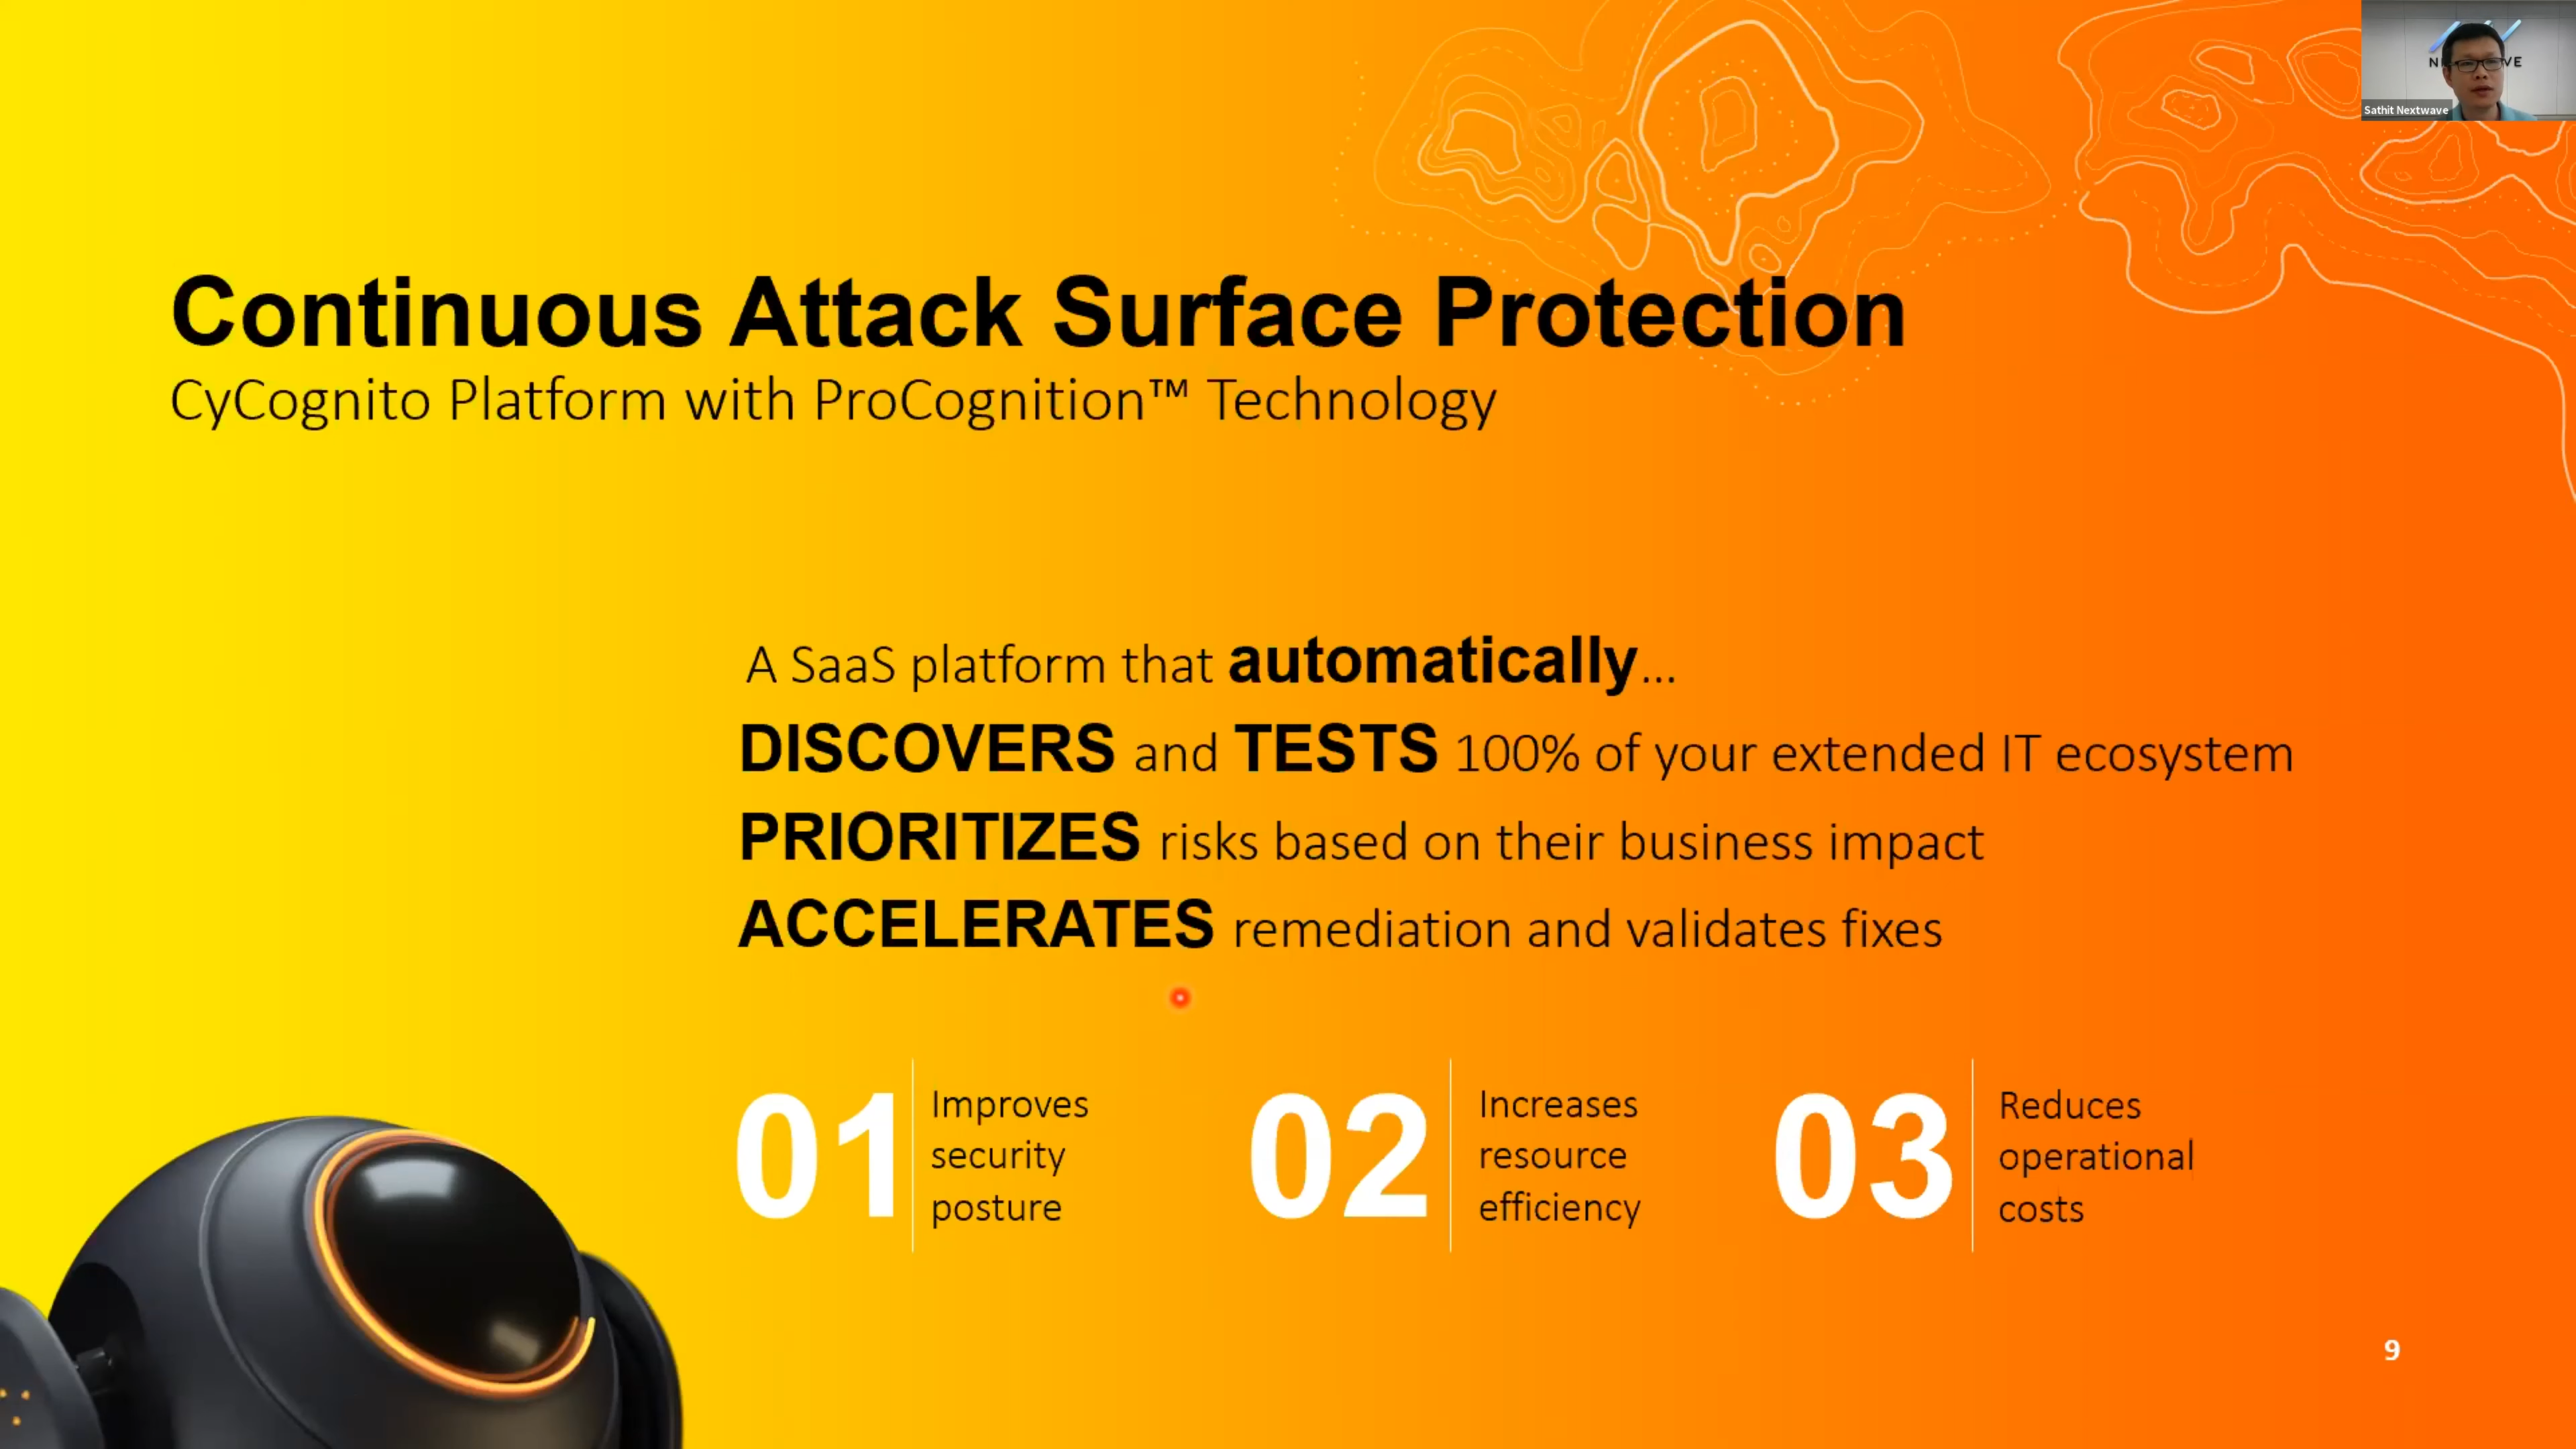 Continuous Attack Surface Protection
CyCognito Platform with ProCognition™ Technology
A SaaS platform that automatically...
DISCOVERS and TESTS 100% of your extended IT ecosystem
PRIORITIZES risks based on their business impact
ACCELERATES remediation and validates fixes
01
Improves
security
posture
02
Increases
resource
efficiency
03
Reduces
operational
costs
9
Sathit Nextwave